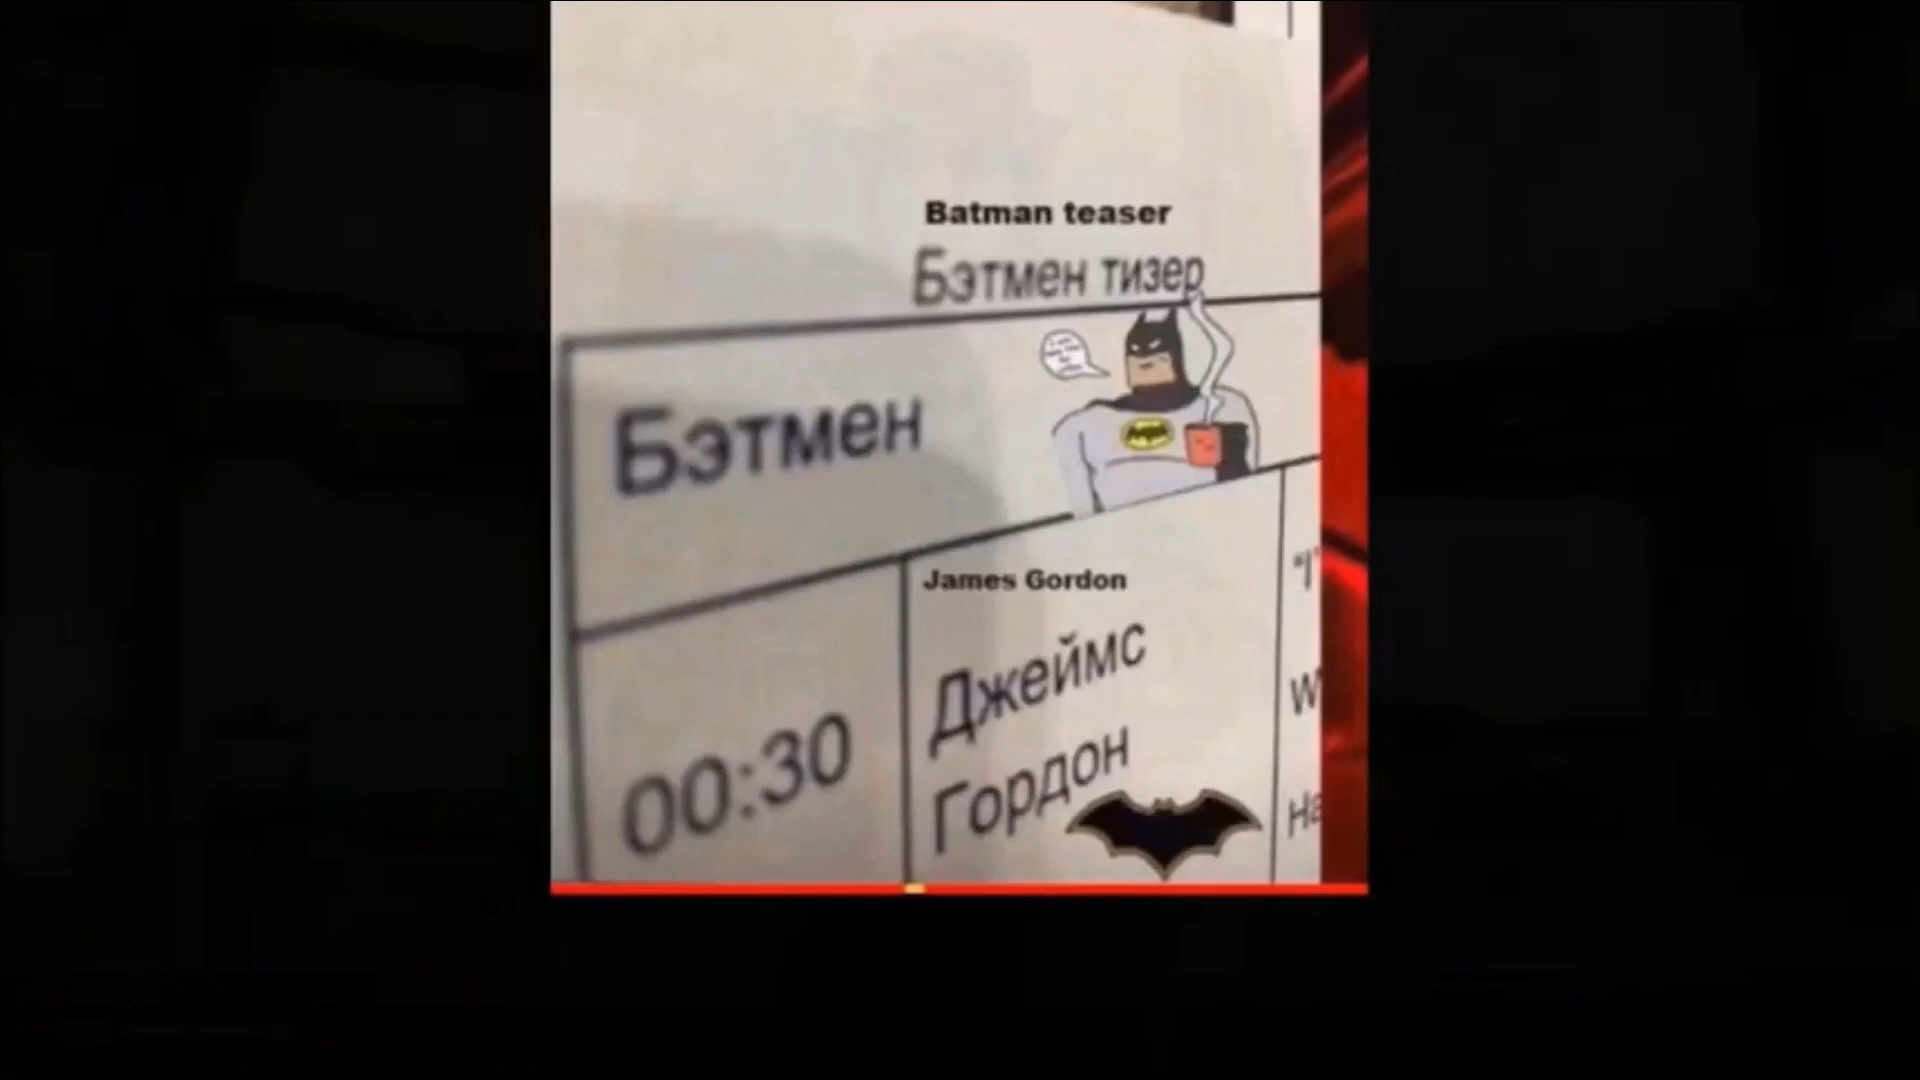 Batman teaser
Бэтмен тизер
Бэтмен
James Gordon
00:30
Джеймс
Гордон